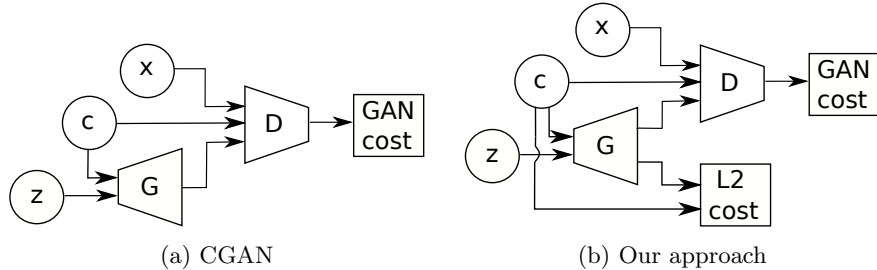 x
c
z
G
D
GAN
cost
(a) CGAN
x
c
z
G
D
GAN
cost
L2
cost
(b) Our approach